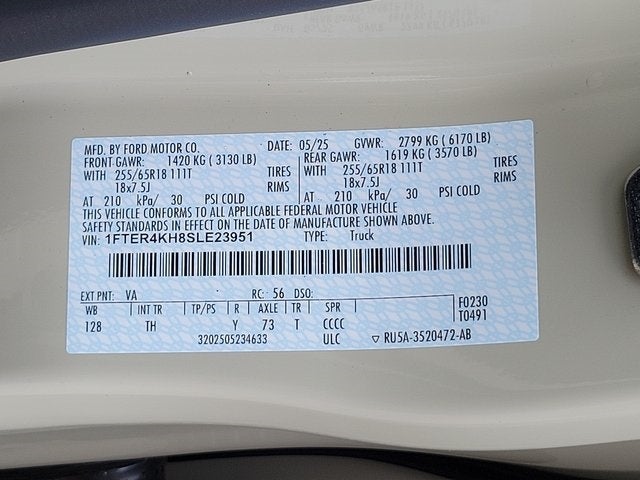 MFD. BY FORD MOTOR CO. DATE: 05/25 GVWR: 2799 KG (6170 LB)
FRONT GAWR: 1420 KG (3130 LB) REAR GAWR: 1619 KG (3570 LB)
WITH 255/65R18 111T TIRES WITH 255/65R18 111T TIRES
18x7.5J RIMS 18x7.5J RIMS
AT 210 kPa/ 30 PSI COLD AT 210 kPa/ 30 PSI COLD
THIS VEHICLE CONFORMS TO ALL APPLICABLE FEDERAL MOTOR VEHICLE
SAFETY STANDARDS IN EFFECT ON THE DATE OF MANUFACTURE SHOWN ABOVE.
VIN: 1FTER4KH8SLE23951 TYPE: Truck
EXT PNT: VA RC: 56 DSO:
WB INT TR TP/PS R AXLE TR SPR F0230
128 TH Y 73 T CCCC T0491
3202505234633 ULC ▽ RU5A-3520472-AB